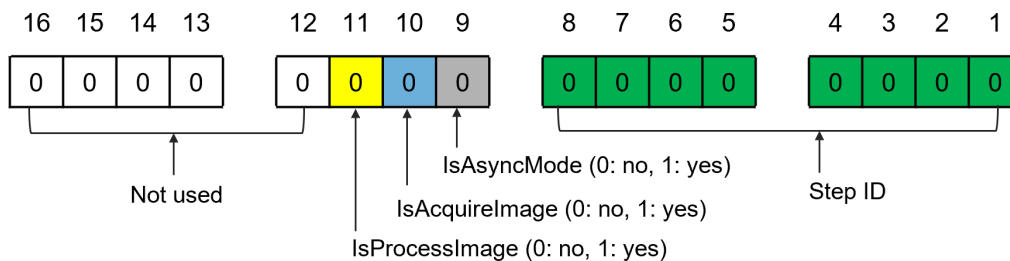 16 15 14 13 12 11 10 9 8 7 6 5 4 3 2 1
0 0 0 0 0 0 0 0 0 0 0 0 0 0 0 0
IsAsyncMode (0: no, 1: yes)
Not used
Step ID
IsAcquireImage (0: no, 1: yes)
IsProcessImage (0: no, 1: yes)